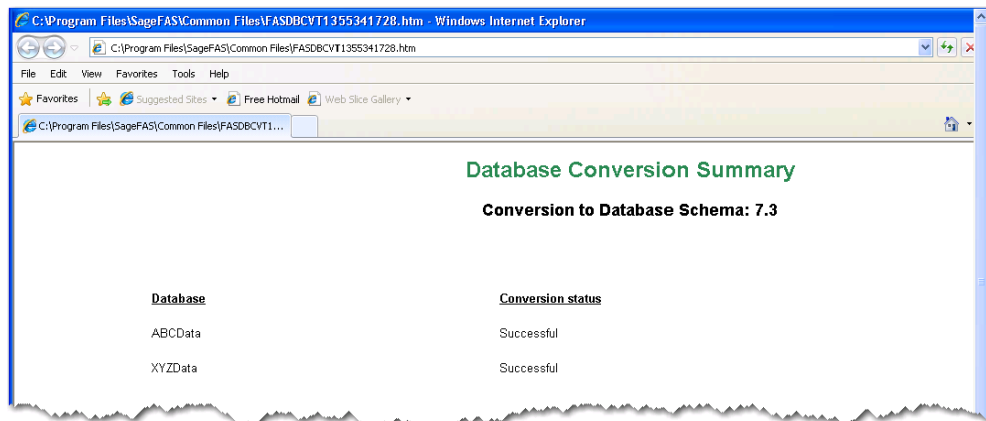 C:\Program Files\SageFAS\Common Files\FASDBCVT1355341728.htm - Windows Internet Explorer
C:\Program Files\SageFAS\Common Files\FASDBCVT1355341728.htm
File Edit View Favorites Tools Help
Favorites Suggested Sites Free Hotmail Web Slice Gallery
C:\Program Files\SageFAS\Common Files\FASDBCVT1...
Database Conversion Summary
Conversion to Database Schema: 7.3
Database Conversion status
ABCData Successful
XYZData Successful